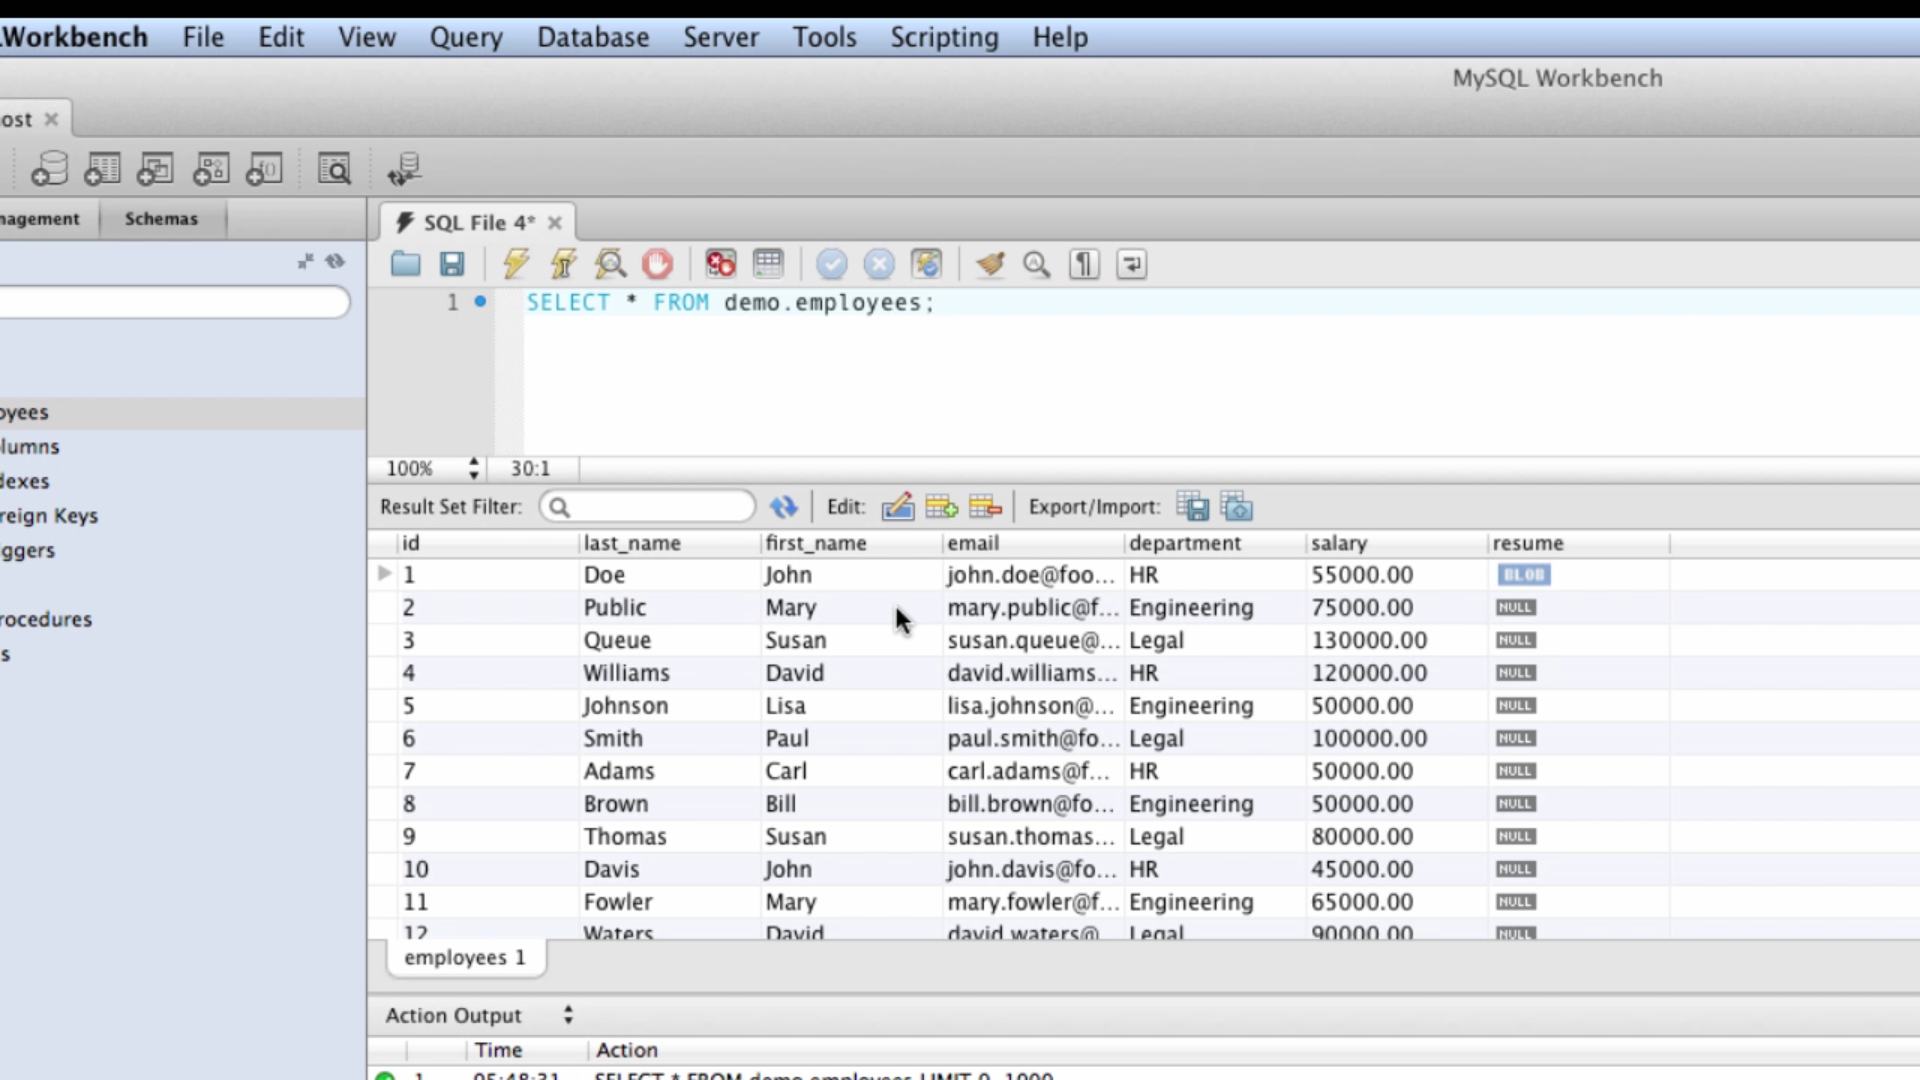 Workbench File Edit View Query Database Server Tools Scripting Help
MySQL Workbench
ost
nagement Schemas
SQL File 4*
1 SELECT * FROM demo.employees;
oyees
lumns
dexes
reign Keys
iggers
rocedures
s
100% 30:1
Result Set Filter: Edit: Export/Import:
id last_name first_name email department salary resume
1 Doe John john.doe@foo... HR 55000.00 BLOB
2 Public Mary mary.public@f... Engineering 75000.00 NULL
3 Queue Susan susan.queue@... Legal 130000.00 NULL
4 Williams David david.williams... HR 120000.00 NULL
5 Johnson Lisa lisa.johnson@... Engineering 50000.00 NULL
6 Smith Paul paul.smith@fo... Legal 100000.00 NULL
7 Adams Carl carl.adams@f... HR 50000.00 NULL
8 Brown Bill bill.brown@fo... Engineering 50000.00 NULL
9 Thomas Susan susan.thomas... Legal 80000.00 NULL
10 Davis John john.davis@fo... HR 45000.00 NULL
11 Fowler Mary mary.fowler@f... Engineering 65000.00 NULL
12 Waters David david.waters@ Legal 90000.00 NULL
employees 1
Action Output
Time Action
1 05:48:31 SELECT * FROM demo.employees LIMIT 0, 1000